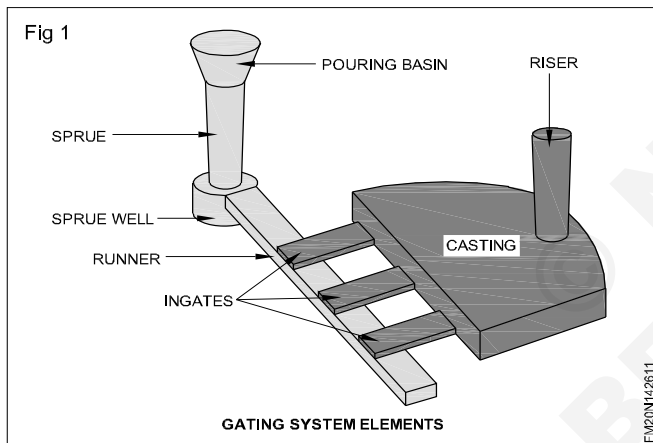 Fig 1
POURING BASIN
RISER
SPRUE
SPRUE WELL
CASTING
RUNNER
INGATES
GATING SYSTEM ELEMENTS
FM20N142611